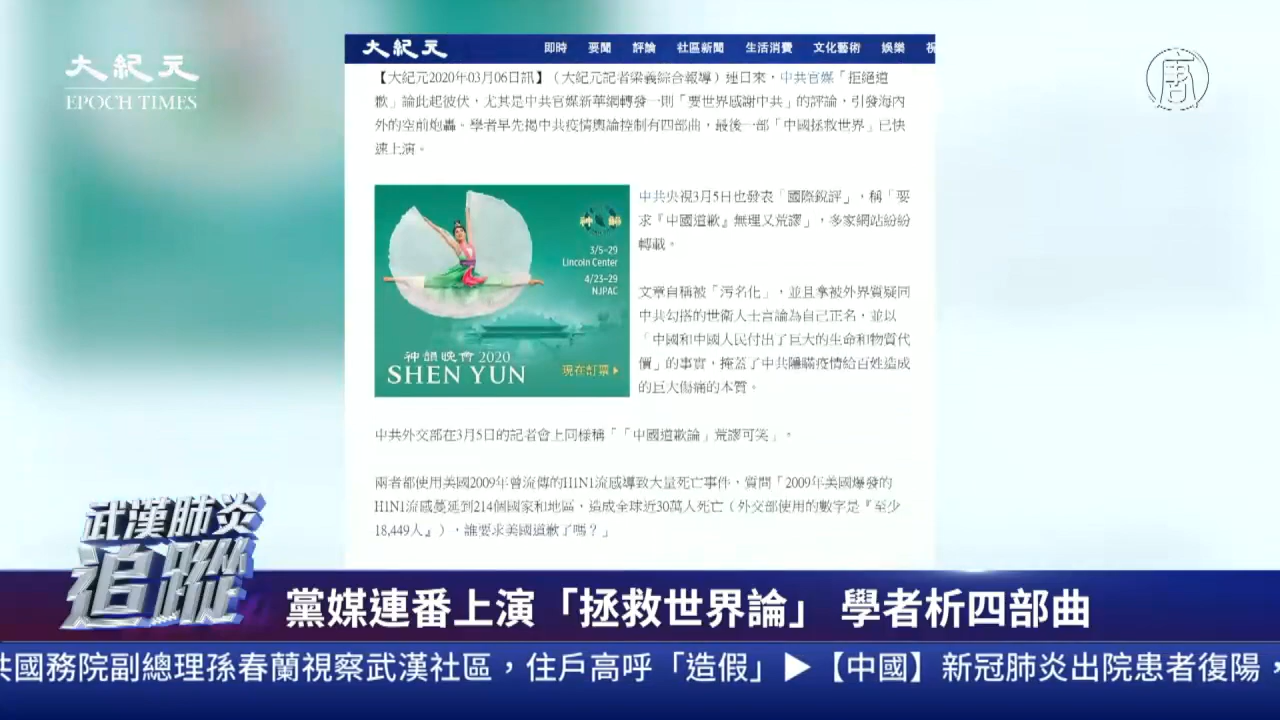 大紀元
EPOCH TIMES
大紀元 即時 要聞 評論 社區新聞 生活消費 文化藝術 娛樂
【大紀元2020年03月06日訊】（大紀元記者梁義綜合報導）連日來，中共官媒「拒絕道
歉」論此起彼伏，尤其是中共官媒新華網轉發一則「要世界感謝中共」的評論，引發海內
外的空前炮轟。學者早先揭中共疫情輿論控制有四部曲，最後一部「中國拯救世界」已快
速上演。
神韻
3/5-29
Lincoln Center
4/23-29
NJPAC
神韻晚會 2020
SHEN YUN
現在訂票
中共央視3月5日也發表「國際銳評」，稱「要
求『中國道歉』無理又荒謬」，多家網站紛紛
轉載。
文章自稱被「污名化」，並且拿被外界質疑同
中共勾搭的世衛人士言論為自己正名，並以
「中國和中國人民付出了巨大的生命和物質代
價」的事實，掩蓋了中共隱瞞疫情給百姓造成
的巨大傷痛的本質。
中共外交部在3月5日的記者會上同樣稱「「中國道歉論」荒謬可笑」。
兩者都使用美國2009年曾流傳的H1N1流感導致大量死亡事件，質問「2009年美國爆發的
H1N1流感蔓延到214個國家和地區，造成全球近30萬人死亡（外交部使用的數字是『至少
18,449人』），誰要求美國道歉了嗎？」
武漢肺炎
追蹤
黨媒連番上演「拯救世界論」 學者析四部曲
共國務院副總理孫春蘭視察武漢社區，住戶高呼「造假」▶【中國】新冠肺炎出院患者復陽，